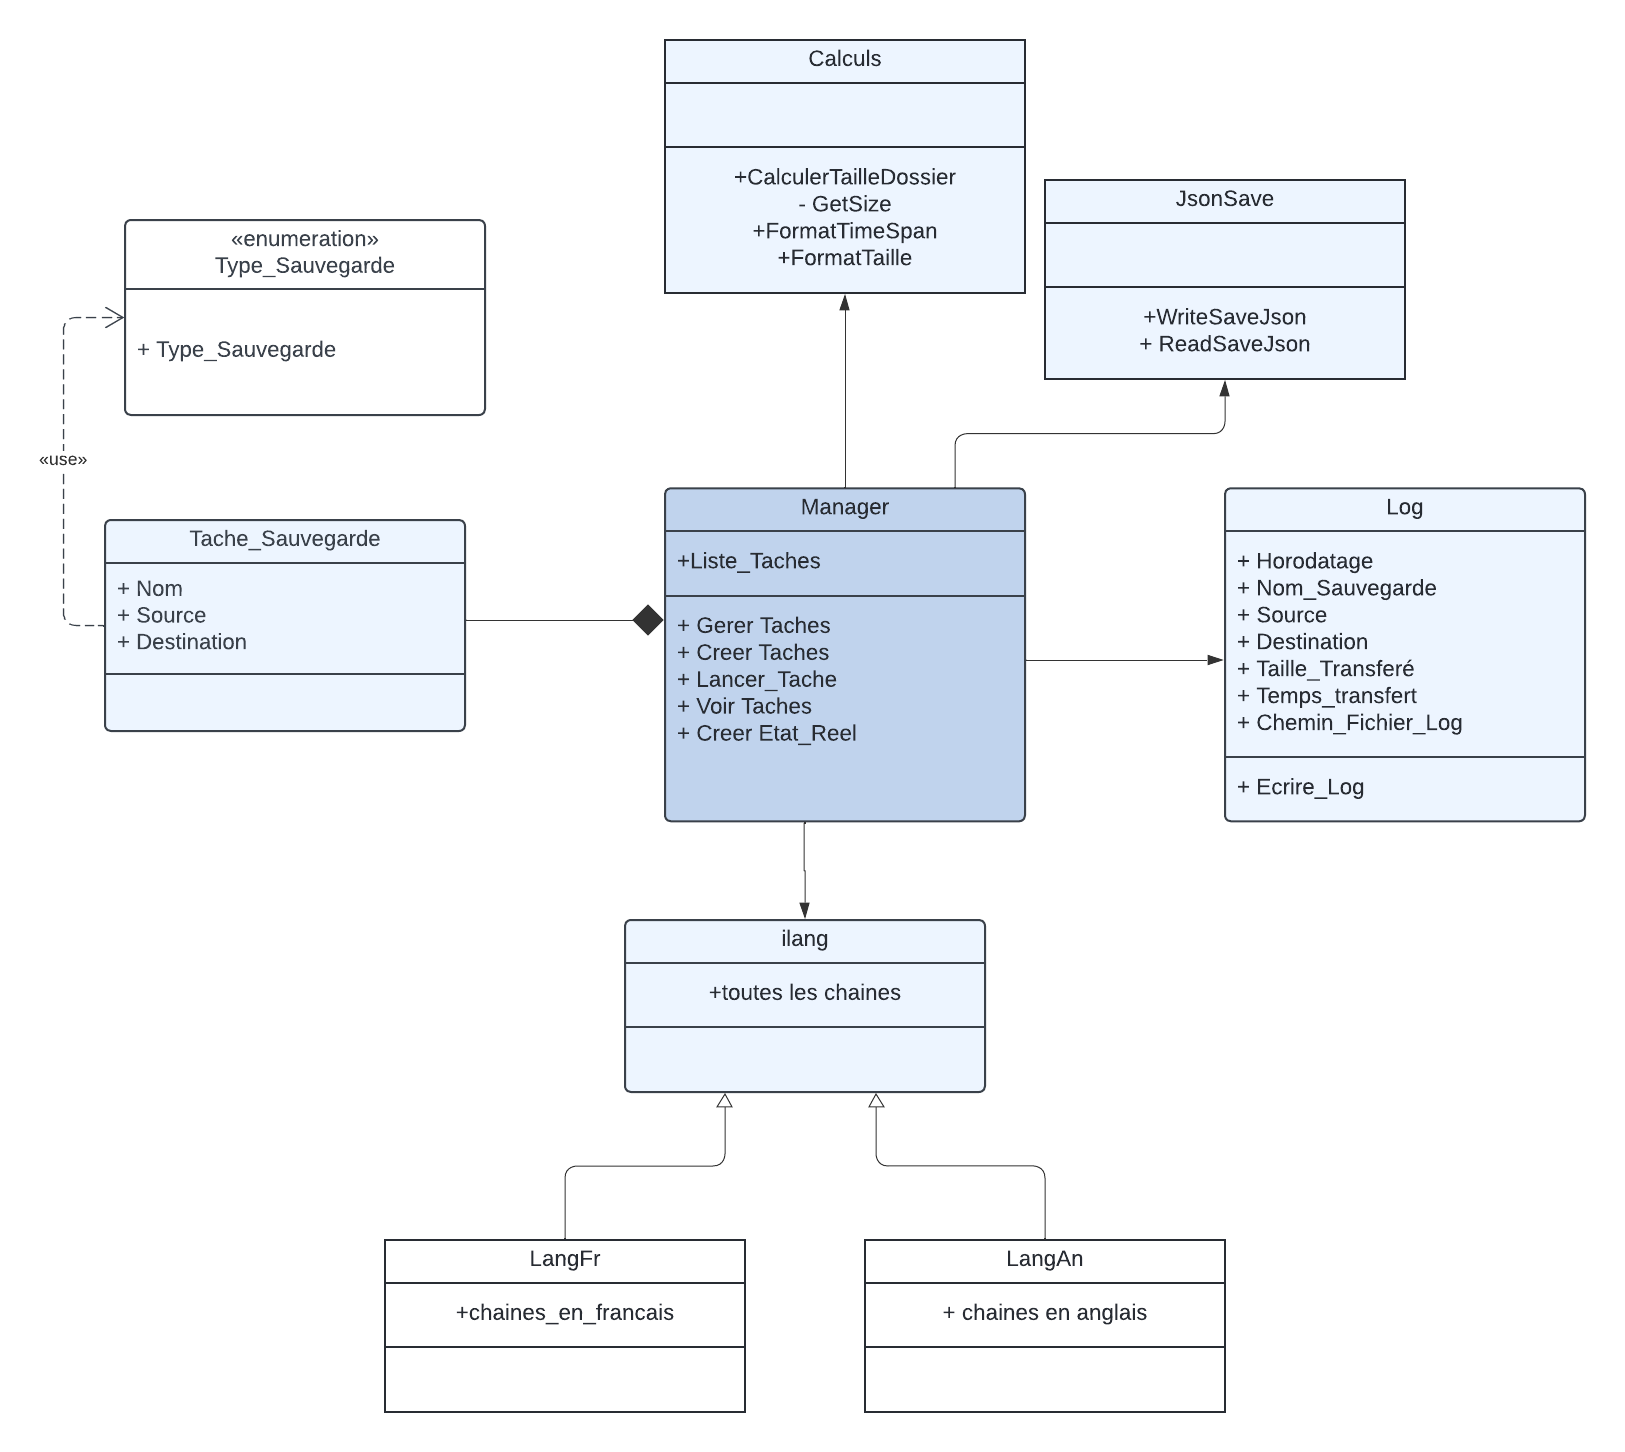 Calculs
+CalculerTailleDossier
- GetSize
+FormatTimeSpan
+FormatTaille
JsonSave
+WriteSaveJson
+ ReadSaveJson
«enumeration»
Type_Sauvegarde
+ Type_Sauvegarde
«use»
Tache_Sauvegarde
+ Nom
+ Source
+ Destination
Manager
+Liste_Taches
+ Gerer Taches
+ Creer Taches
+ Lancer_Tache
+ Voir Taches
+ Creer Etat_Reel
Log
+ Horodatage
+ Nom_Sauvegarde
+ Source
+ Destination
+ Taille_Transferé
+ Temps_transfert
+ Chemin_Fichier_Log
+ Ecrire_Log
ilang
+toutes les chaines
LangFr
+chaines_en_francais
LangAn
+ chaines en anglais